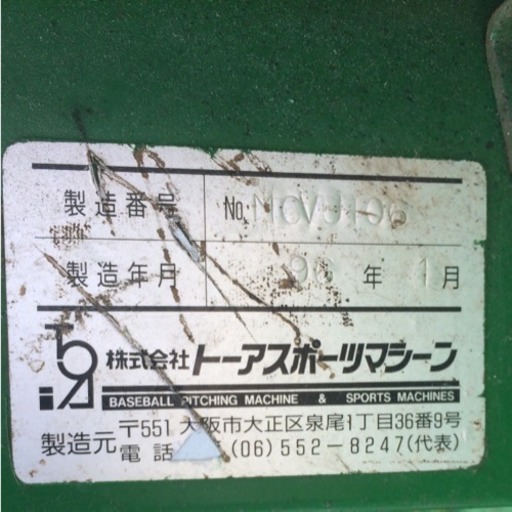 製造番号 No.
製造年月 96年1月
株式会社トーアスポーツマシーン
BASEBALL PITCHING MACHINE & SPORTS MACHINES
製造元 〒551 大阪市大正区泉尾1丁目36番9号
電話 (06)552-8247(代表)